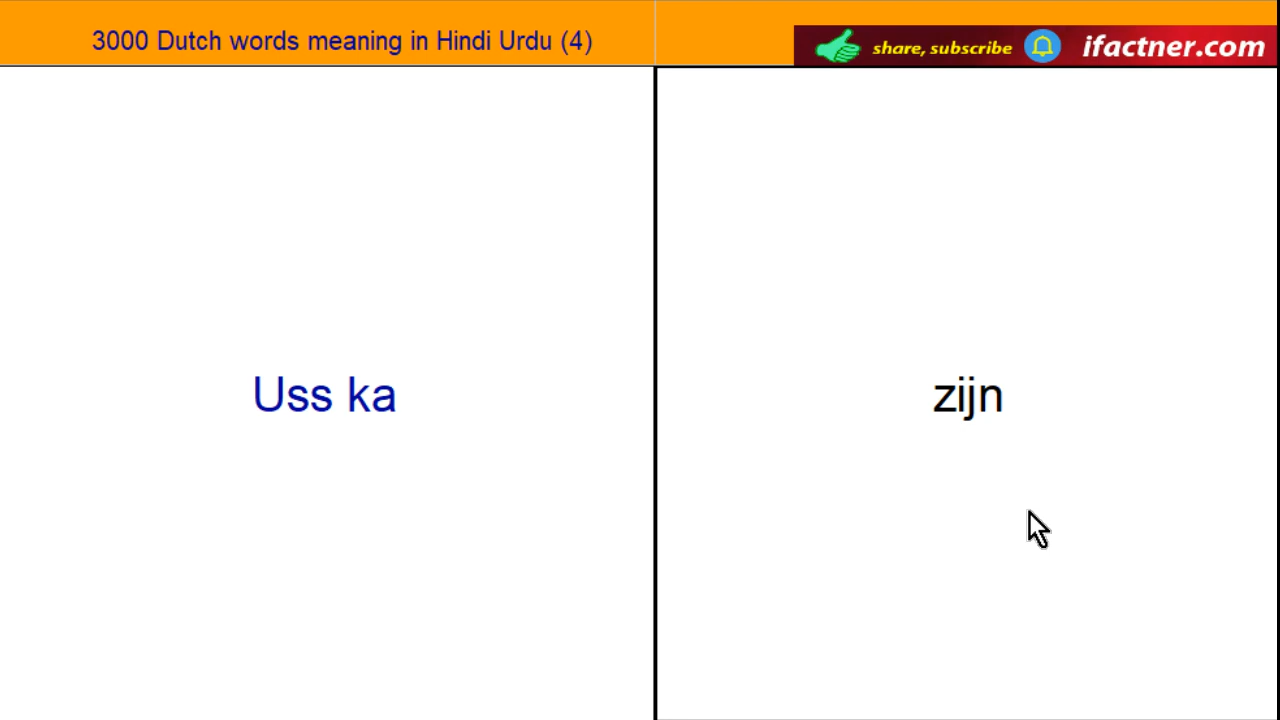 3000 Dutch words meaning in Hindi Urdu (4)
share, subscribe
ifactner.com
Uss ka
zijn